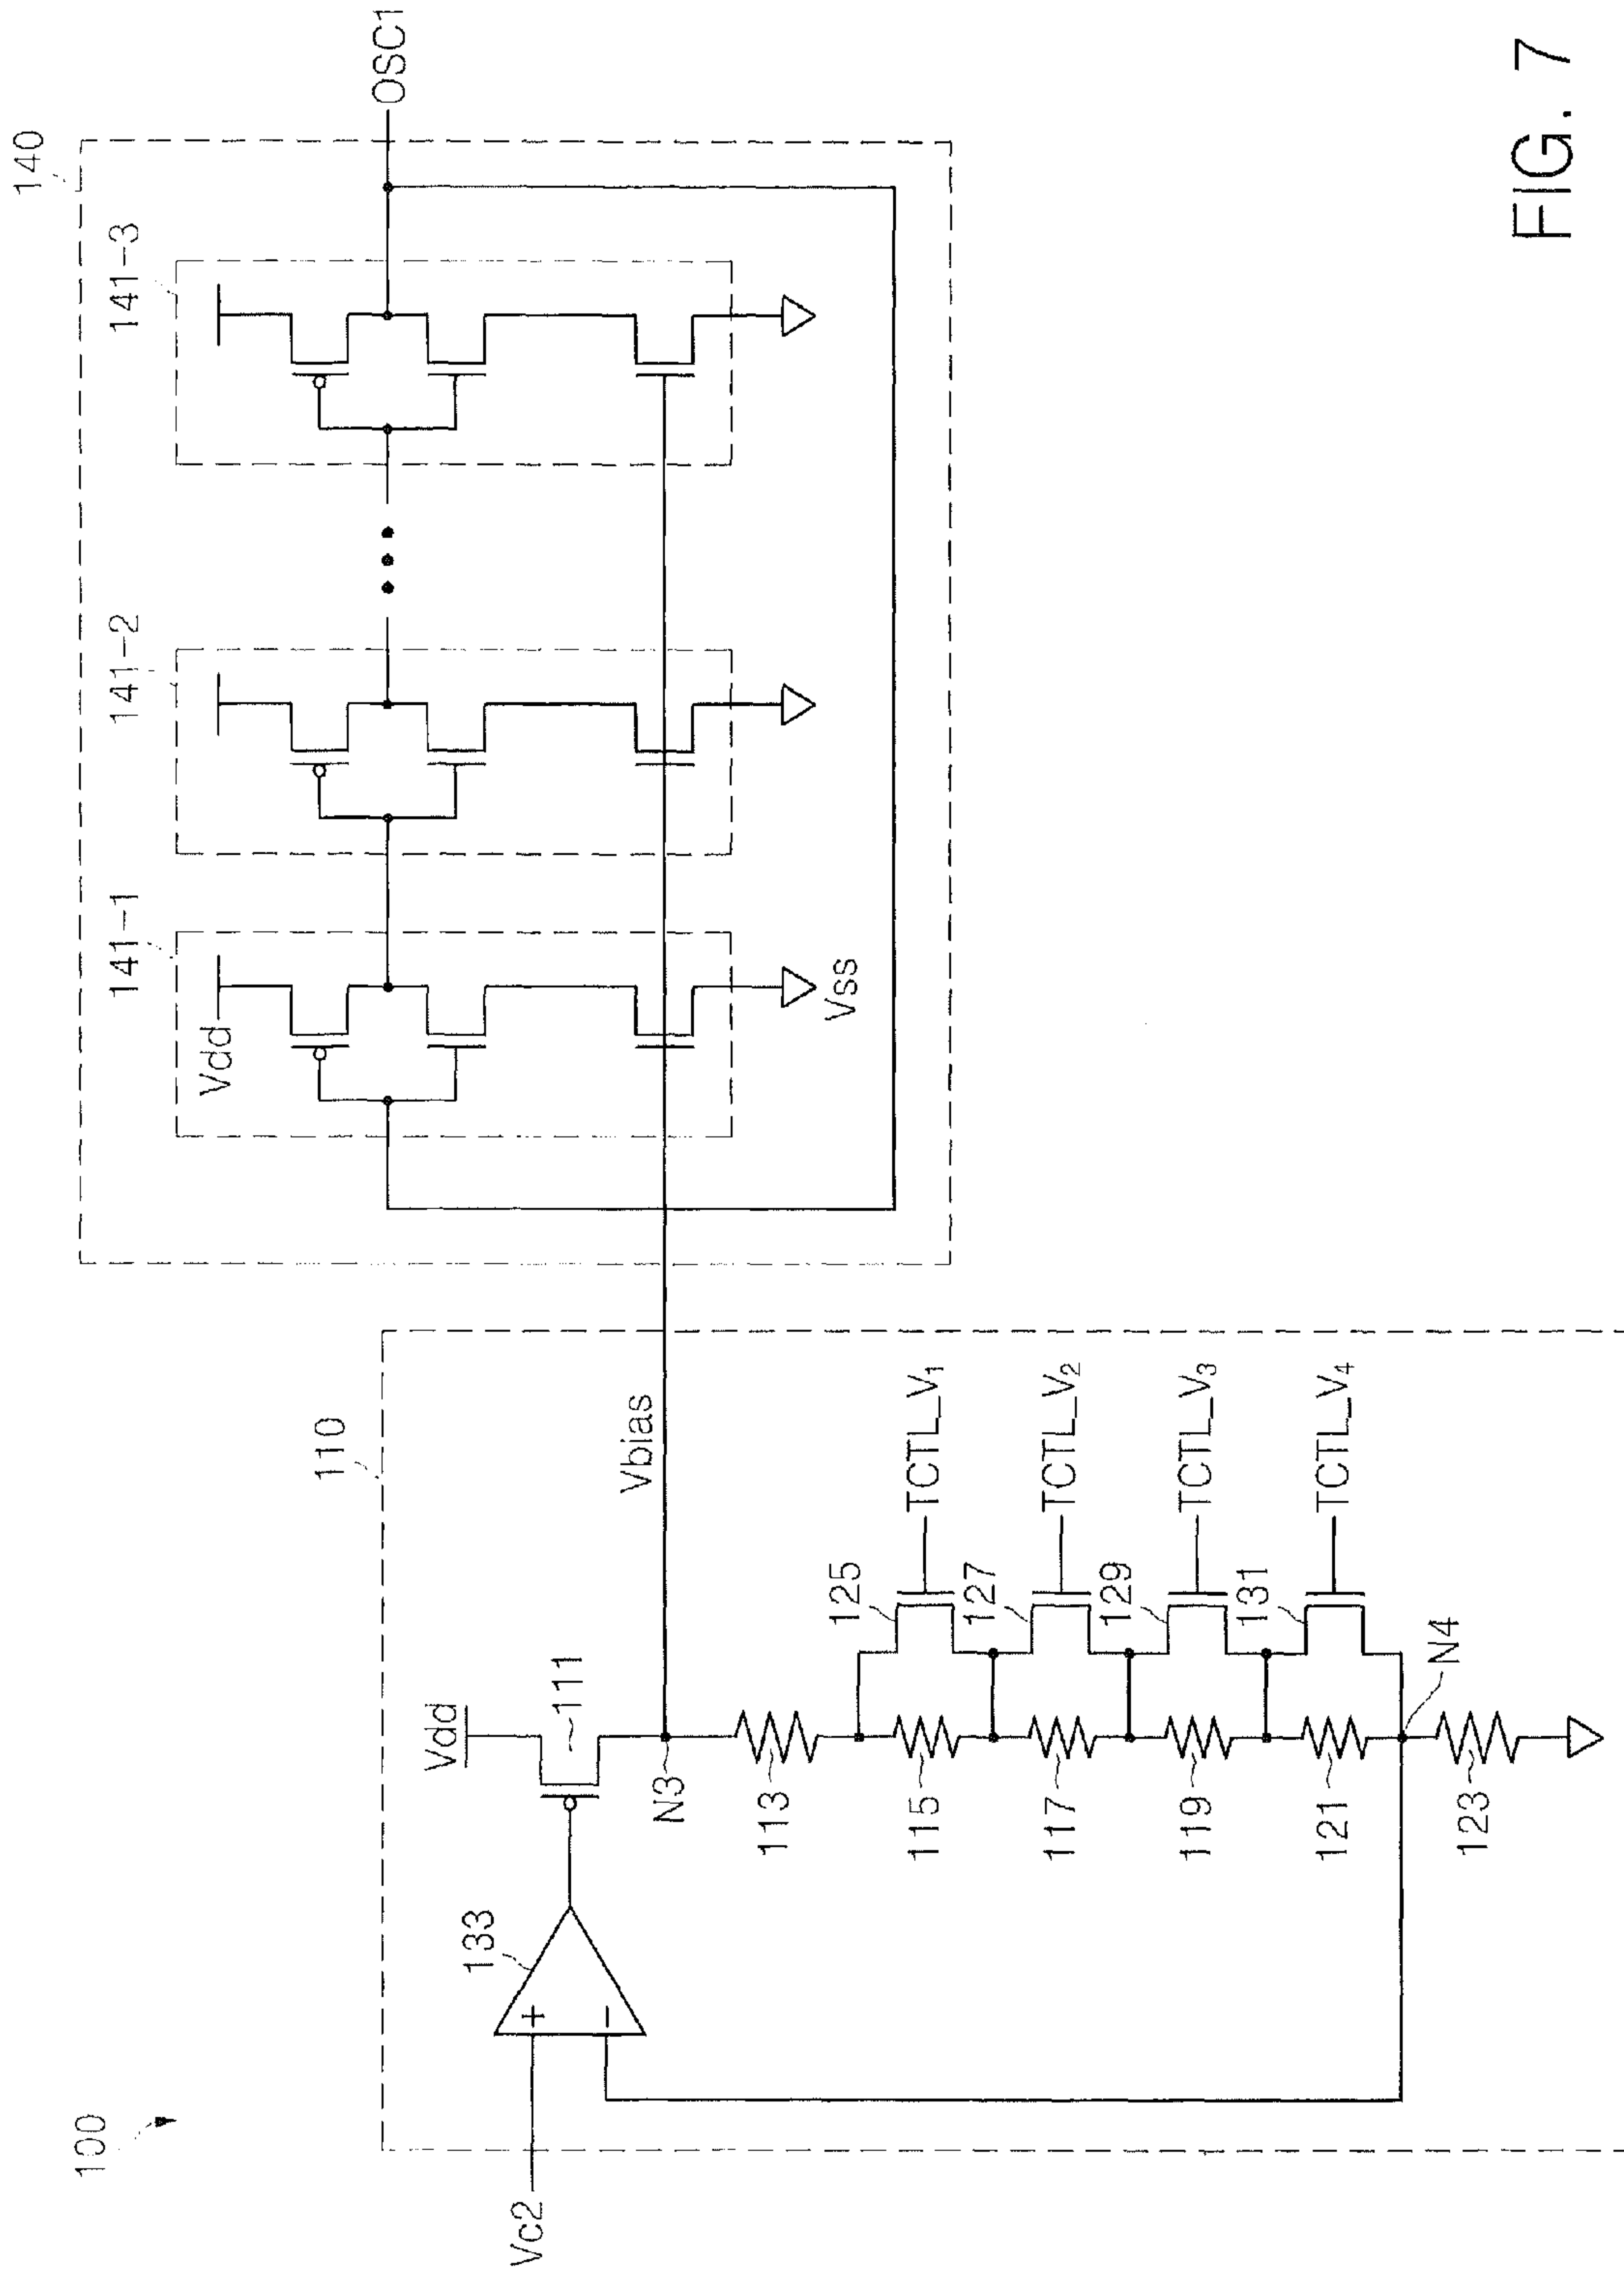 100
110
Vc2
133
Vdd
111
N3
Vbias
113
115
117
119
121
123
125
127
129
131
TCTL_V1
TCTL_V2
TCTL_V3
TCTL_V4
N4
140
141-1
141-2
141-3
Vdd
Vss
OSC1
FIG. 7